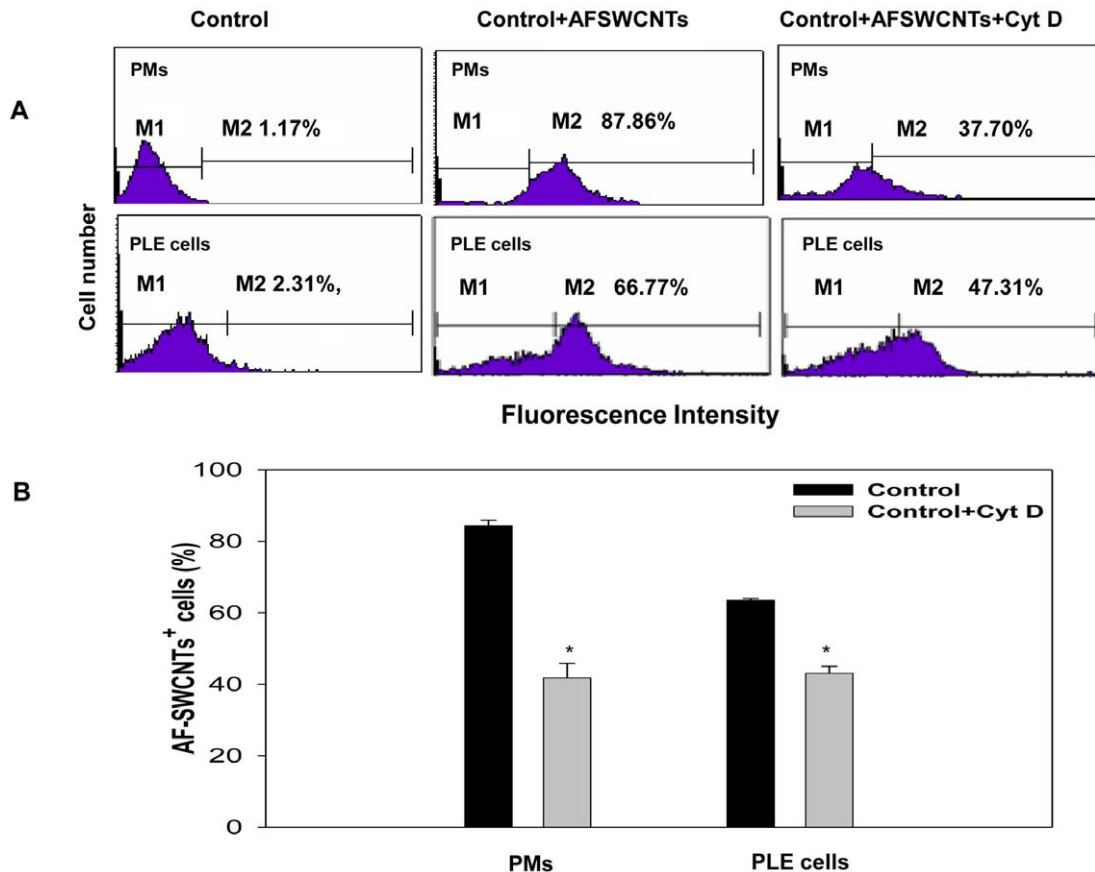 Control
Control+AFSWCNTs
Control+AFSWCNTs+Cyt D
A
PMs
M1 M2 1.17%
PMs
M1 M2 87.86%
PMs
M1 M2 37.70%
PLE cells
M1 M2 2.31%,
PLE cells
M1 M2 66.77%
PLE cells
M1 M2 47.31%
Cell number
Fluorescence Intensity
B
AF-SWCNTs+ cells (%)
100
80
60
40
20
0
Control
Control+Cyt D
*
*
PMs
PLE cells